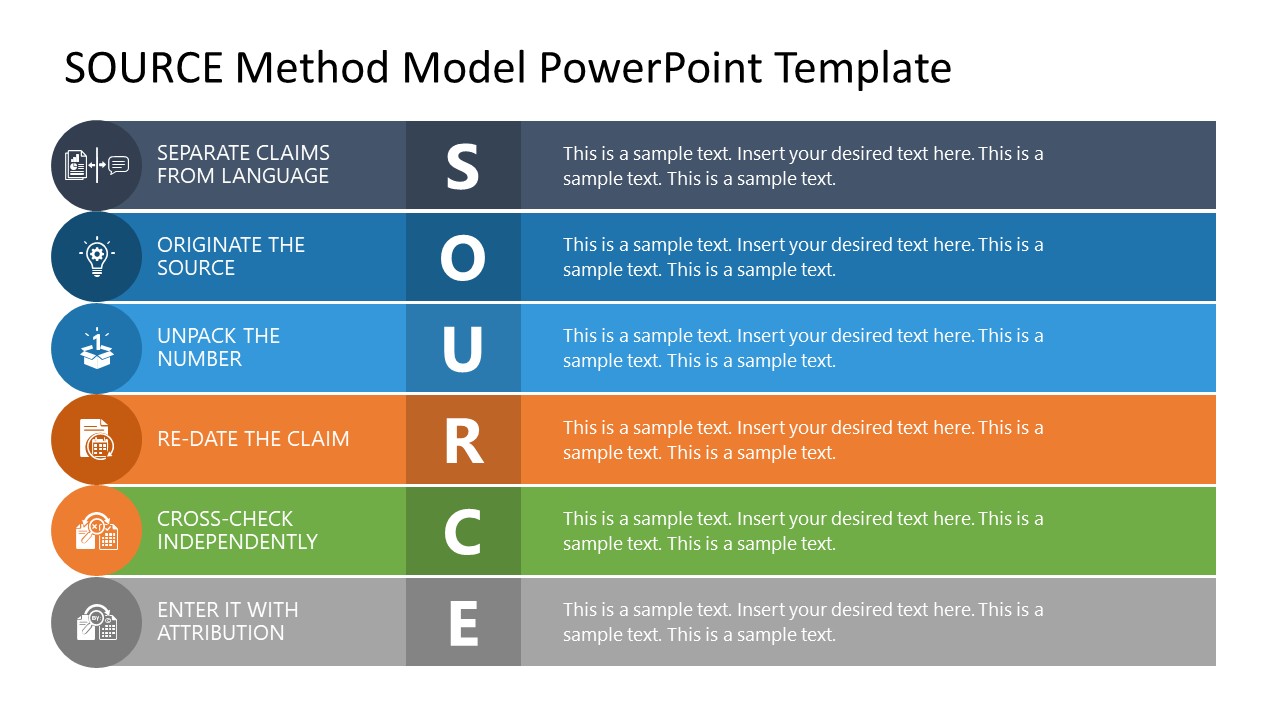 SOURCE Method Model PowerPoint Template
SEPARATE CLAIMS
FROM LANGUAGE
S
This is a sample text. Insert your desired text here. This is a
sample text. This is a sample text.
ORIGINATE THE
SOURCE
O
This is a sample text. Insert your desired text here. This is a
sample text. This is a sample text.
1
UNPACK THE
NUMBER
U
This is a sample text. Insert your desired text here. This is a
sample text. This is a sample text.
RE-DATE THE CLAIM
R
This is a sample text. Insert your desired text here. This is a
sample text. This is a sample text.
CROSS-CHECK
INDEPENDENTLY
C
This is a sample text. Insert your desired text here. This is a
sample text. This is a sample text.
BY
ENTER IT WITH
ATTRIBUTION
E
This is a sample text. Insert your desired text here. This is a
sample text. This is a sample text.